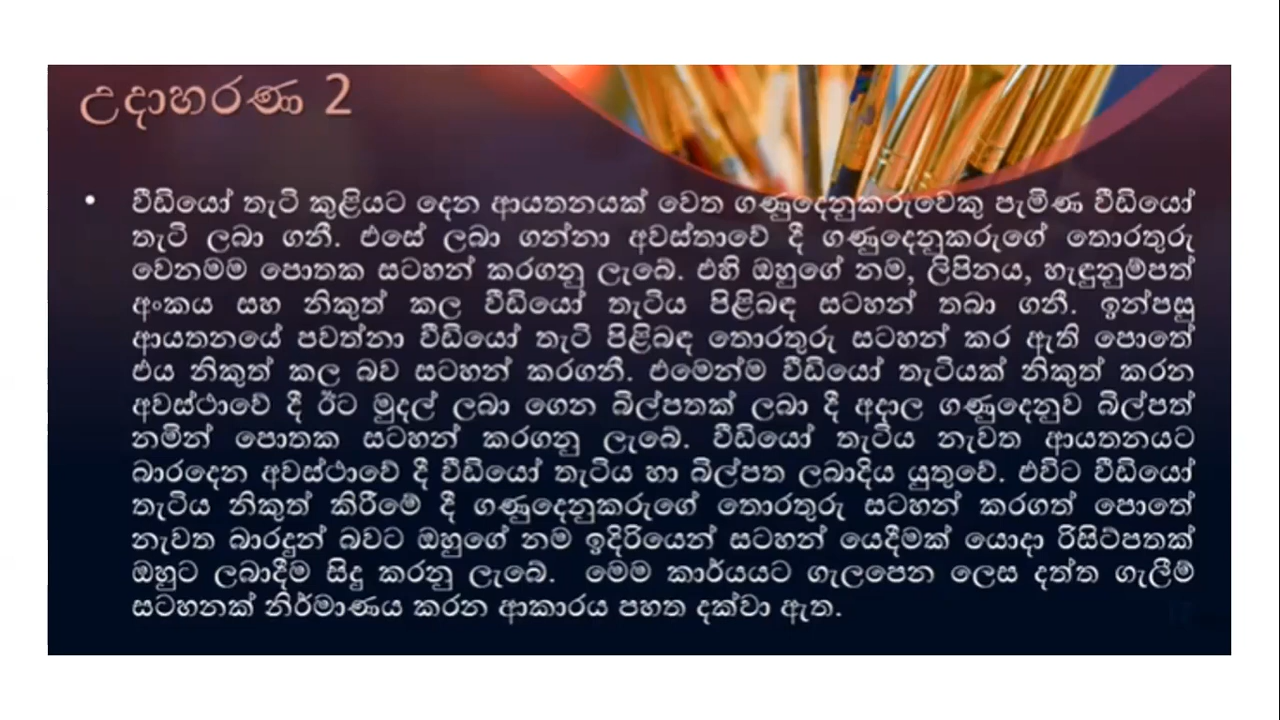 උදාහරණ 2
• වීඩියෝ තැටි කුළියට දෙන ආයතනයක් වෙත ගණුදෙනුකරුවෙකු පැමිණ වීඩියෝ
තැටි ලබා ගනී. එසේ ලබා ගන්නා අවස්තාවේ දී ගණුදෙනුකරුගේ තොරතුරු
වෙනමම පොතක සටහන් කරගනු ලැබේ. එහි ඔහුගේ නම, ලිපිනය, හැඳුනුම්පත්
අංකය සහ නිකුත් කල වීඩියෝ තැටිය පිළිබඳ සටහන් තබා ගනී. ඉන්පසු
ආයතනයේ පවත්නා වීඩියෝ තැටි පිළිබඳ තොරතුරු සටහන් කර ඇති පොතේ
එය නිකුත් කල බව සටහන් කරගනී. එමෙන්ම වීඩියෝ තැටියක් නිකුත් කරන
අවස්ථාවේ දී ඊට මුදල් ලබා ගෙන බිල්පතක් ලබා දී අදාල ගණුදෙනුව බිල්පත්
නමින් පොතක සටහන් කරගනු ලැබේ. වීඩියෝ තැටිය නැවත ආයතනයට
බාරදෙන අවස්ථාවේ දී වීඩියෝ තැටිය හා බිල්පත ලබාදිය යුතුවේ. එවිට වීඩියෝ
තැටිය නිකුත් කිරීමේ දී ගණුදෙනුකරුගේ තොරතුරු සටහන් කරගත් පොතේ
නැවත බාරදුන් බවට ඔහුගේ නම ඉදිරියෙන් සටහන් යෙදීමක් යොදා රිසිට්පතක්
ඔහුට ලබාදීම සිදු කරනු ලැබේ. මෙම කාර්යයට ගැලපෙන ලෙස දත්ත ගැලීම්
සටහනක් නිර්මාණය කරන ආකාරය පහත දක්වා ඇත.